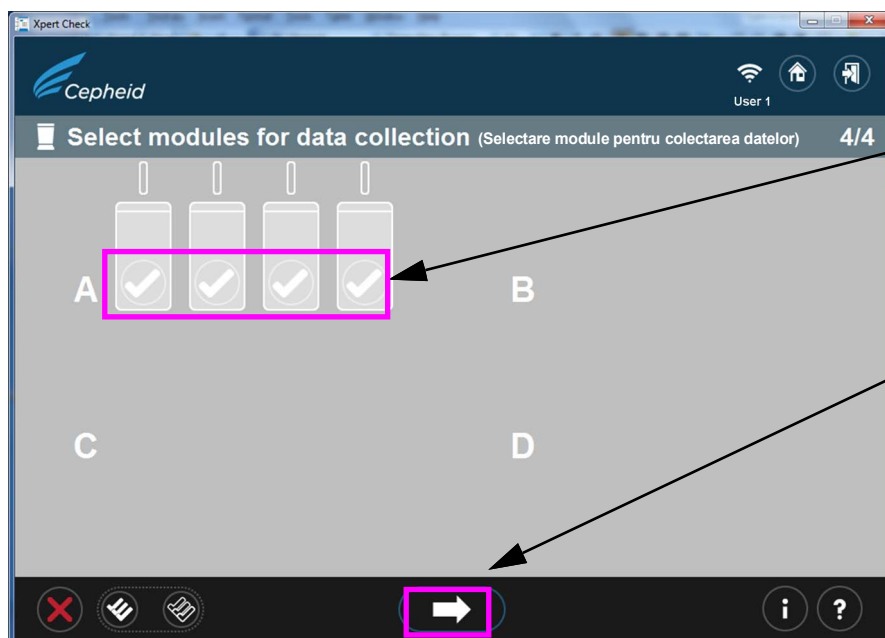 Xpert Check
Cepheid
User 1
Select modules for data collection (Selectare module pentru colectarea datelor) 4/4
A
B
C
D
i
?